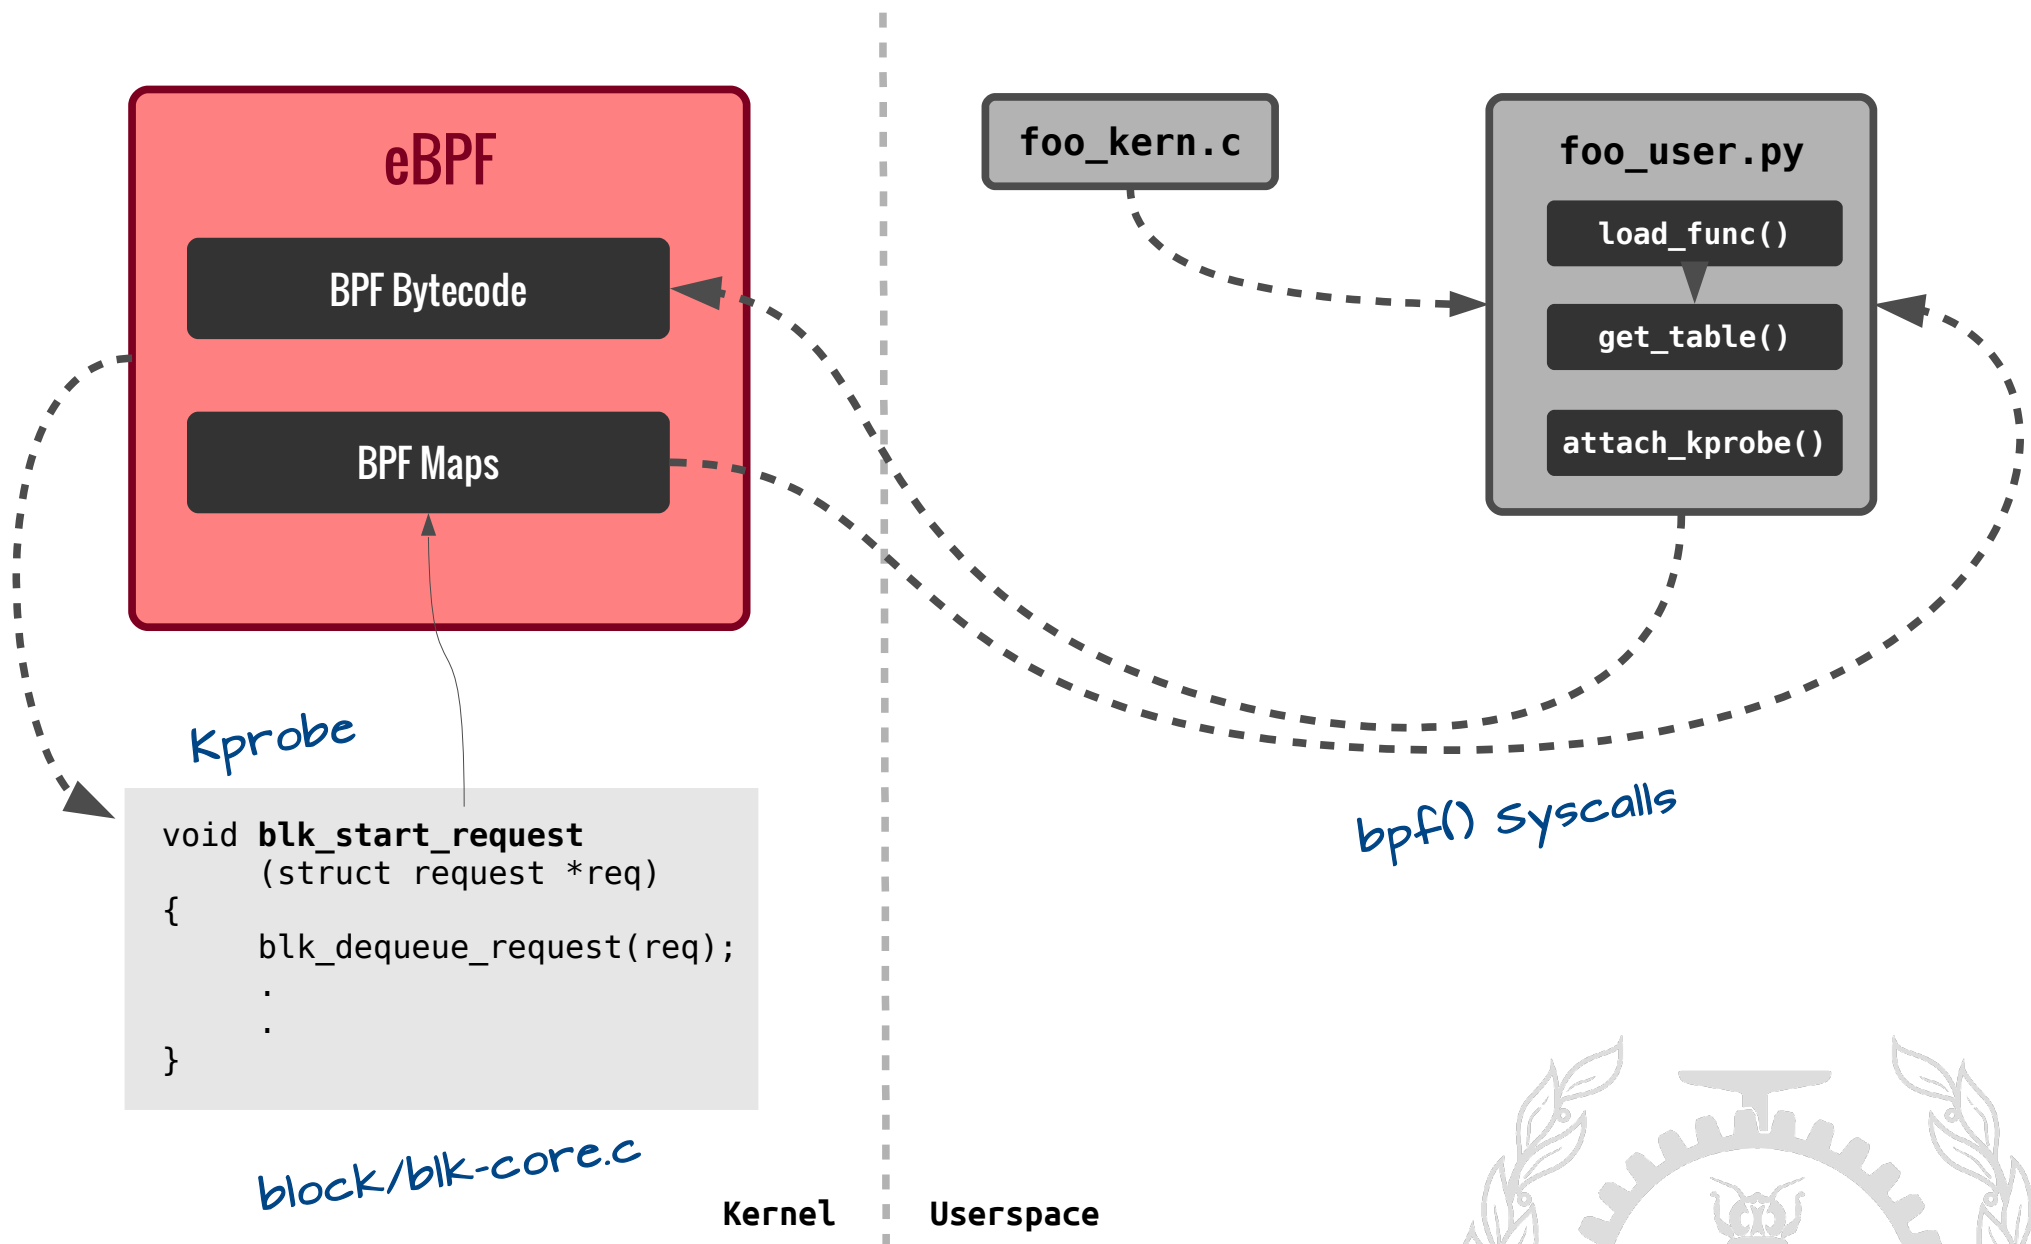 eBPF
BPF Bytecode
BPF Maps
foo_kern.c
foo_user.py
load_func()
get_table()
attach_kprobe()
Kprobe
void blk_start_request
(struct request *req)
{
blk_dequeue_request(req);
.
.
}
block/blk-core.c
bpf() Syscalls
Kernel
Userspace